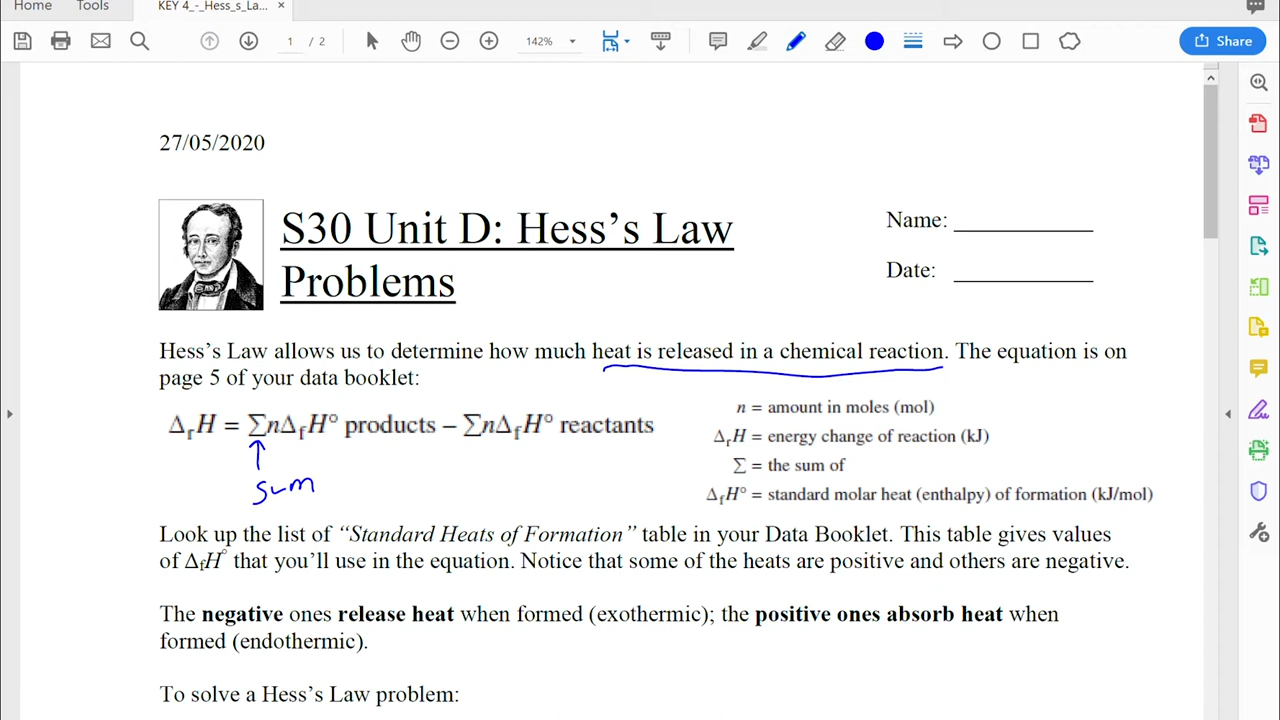 Home Tools KEY 4_-_Hess_s_La... ×
1 / 2 142% Share
27/05/2020
S30 Unit D: Hess’s Law
Problems
Name: ____________
Date: ____________
Hess’s Law allows us to determine how much heat is released in a chemical reaction. The equation is on
page 5 of your data booklet:
ΔrH = ΣnΔfH° products – ΣnΔfH° reactants
sum
n = amount in moles (mol)
ΔrH = energy change of reaction (kJ)
Σ = the sum of
ΔfH° = standard molar heat (enthalpy) of formation (kJ/mol)
Look up the list of “Standard Heats of Formation” table in your Data Booklet. This table gives values
of ΔfH° that you’ll use in the equation. Notice that some of the heats are positive and others are negative.
The negative ones release heat when formed (exothermic); the positive ones absorb heat when
formed (endothermic).
To solve a Hess’s Law problem: